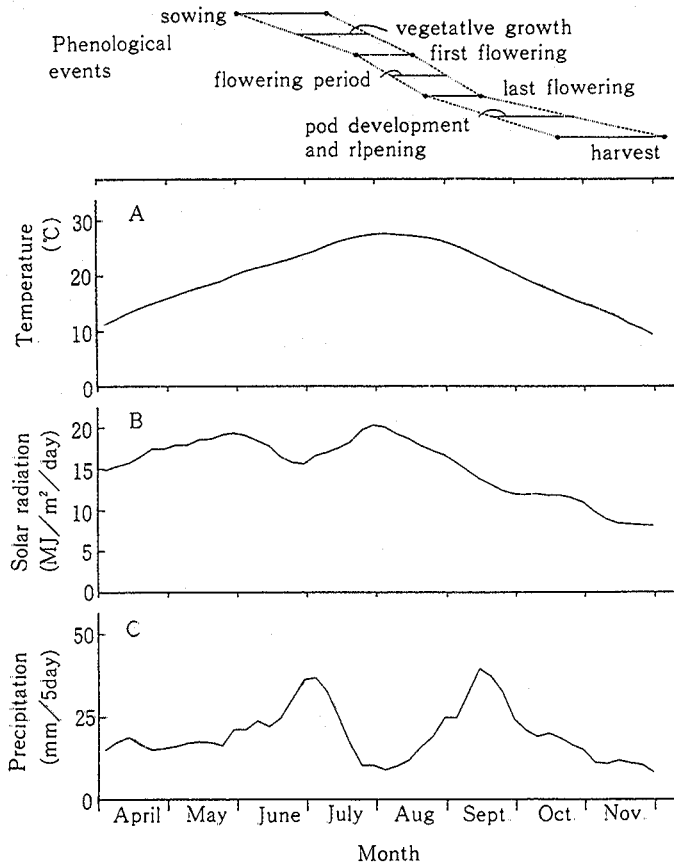 sowing
vegetative growth
Phenological
events
first flowering
flowering period
last flowering
pod development
and ripening
harvest
A
Temperature
(℃)
30
20
10
0
B
Solar radiation
(MJ/m²/day)
20
15
10
5
0
C
Precipitation
(mm/5day)
50
25
0
April May June July Aug Sept. Oct. Nov.
Month